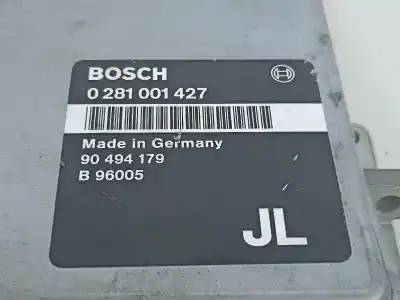 BOSCH
0 281 001 427
Made in Germany
90 494 179
B 96005
JL